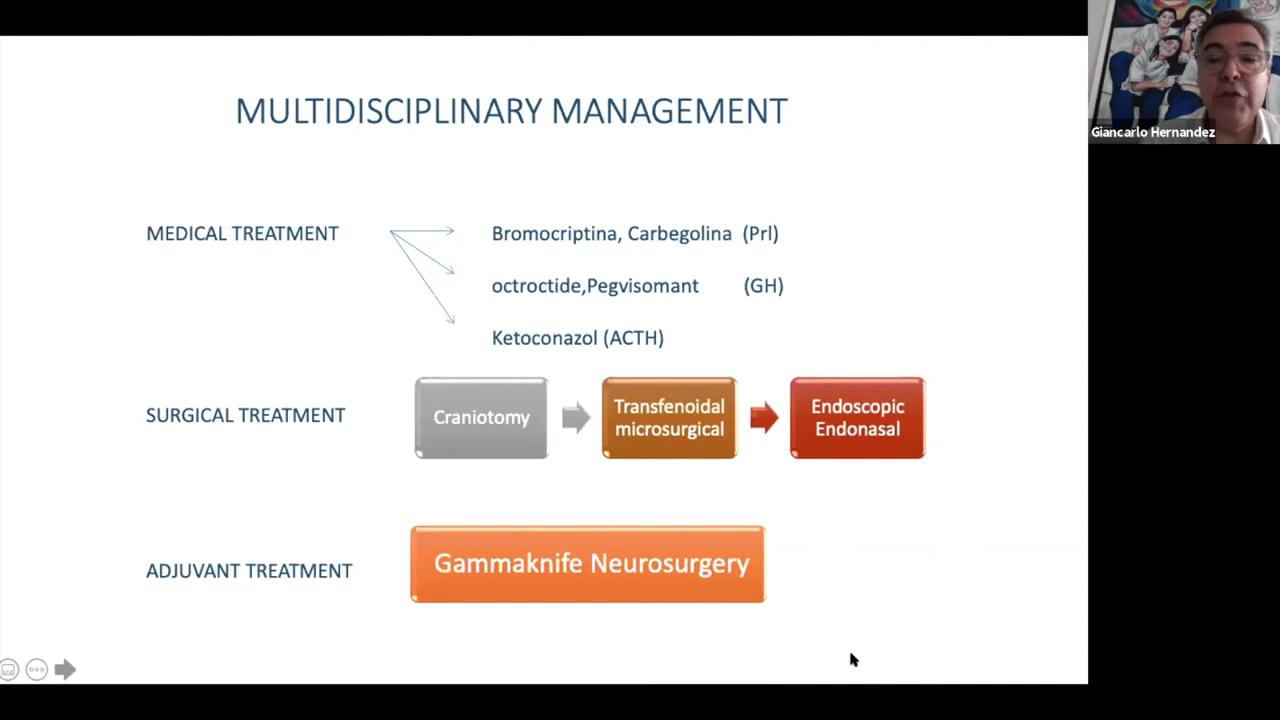 MULTIDISCIPLINARY MANAGEMENT
Giancarlo Hernandez
MEDICAL TREATMENT
Bromocriptina, Carbegolina (Prl)
octroctide,Pegvisomant (GH)
Ketoconazol (ACTH)
SURGICAL TREATMENT
Craniotomy
Transfenoidal
microsurgical
Endoscopic
Endonasal
ADJUVANT TREATMENT
Gammaknife Neurosurgery